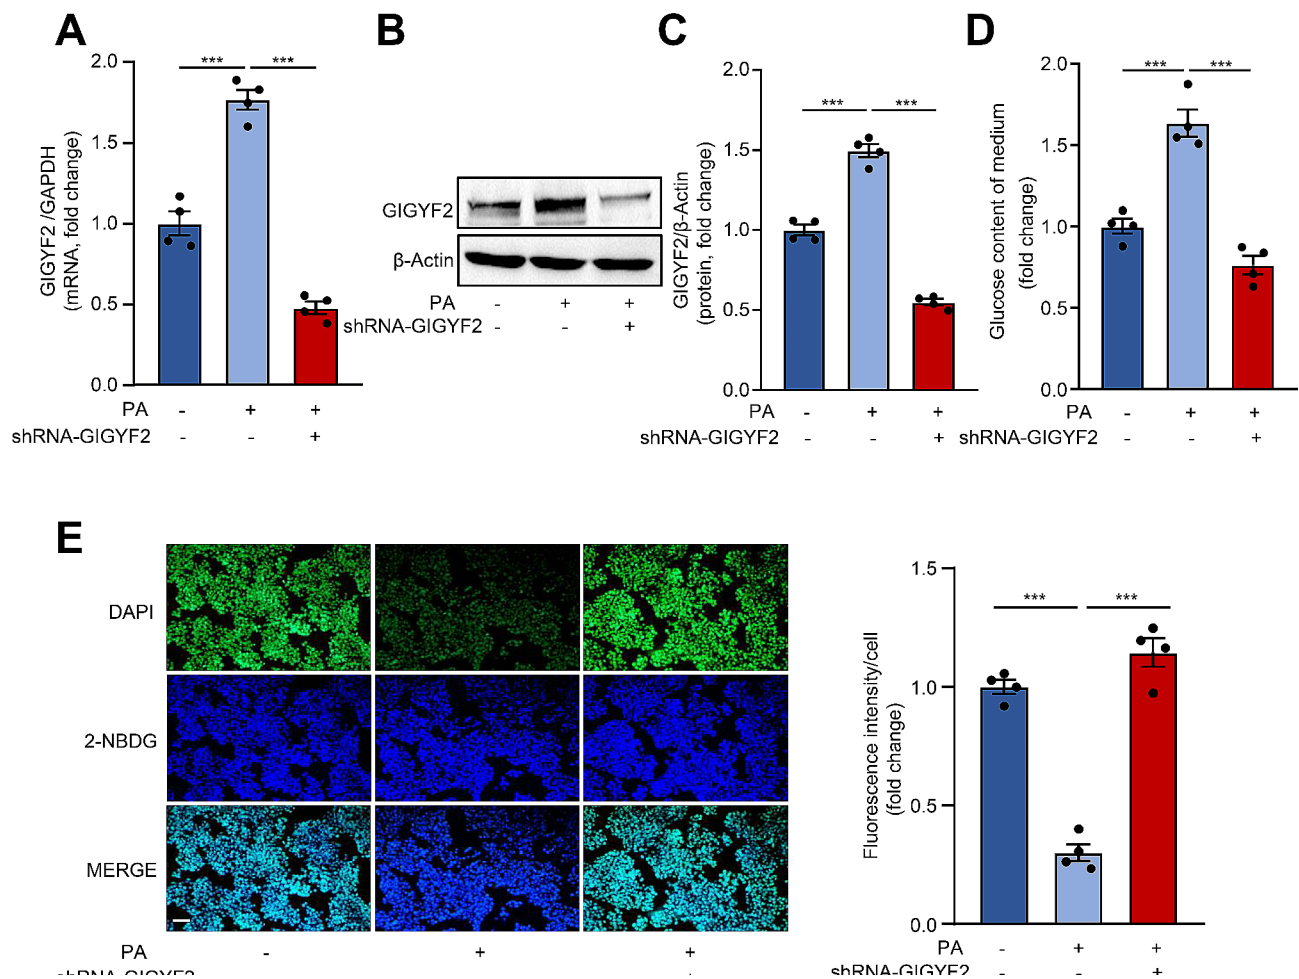 A
B
C
D
GIGYF2 /GAPDH
(mRNA, fold change)
2.0
1.5
1.0
0.5
0.0
*** ***
PA - + +
shRNA-GIGYF2 - - +
GIGYF2
β-Actin
PA - + +
shRNA-GIGYF2 - - +
GIGYF2/β-Actin
(protein, fold change)
2.0
1.5
1.0
0.5
0.0
*** ***
PA - + +
shRNA-GIGYF2 - - +
Glucose content of medium
(fold change)
2.0
1.5
1.0
0.5
0.0
*** ***
PA - + +
shRNA-GIGYF2 - - +
E
DAPI
2-NBDG
MERGE
PA - + +
shRNA-GIGYF2
Fluorescence intensity/cell
(fold change)
1.5
1.0
0.5
0.0
*** ***
PA - + +
shRNA-GIGYF2 - - +